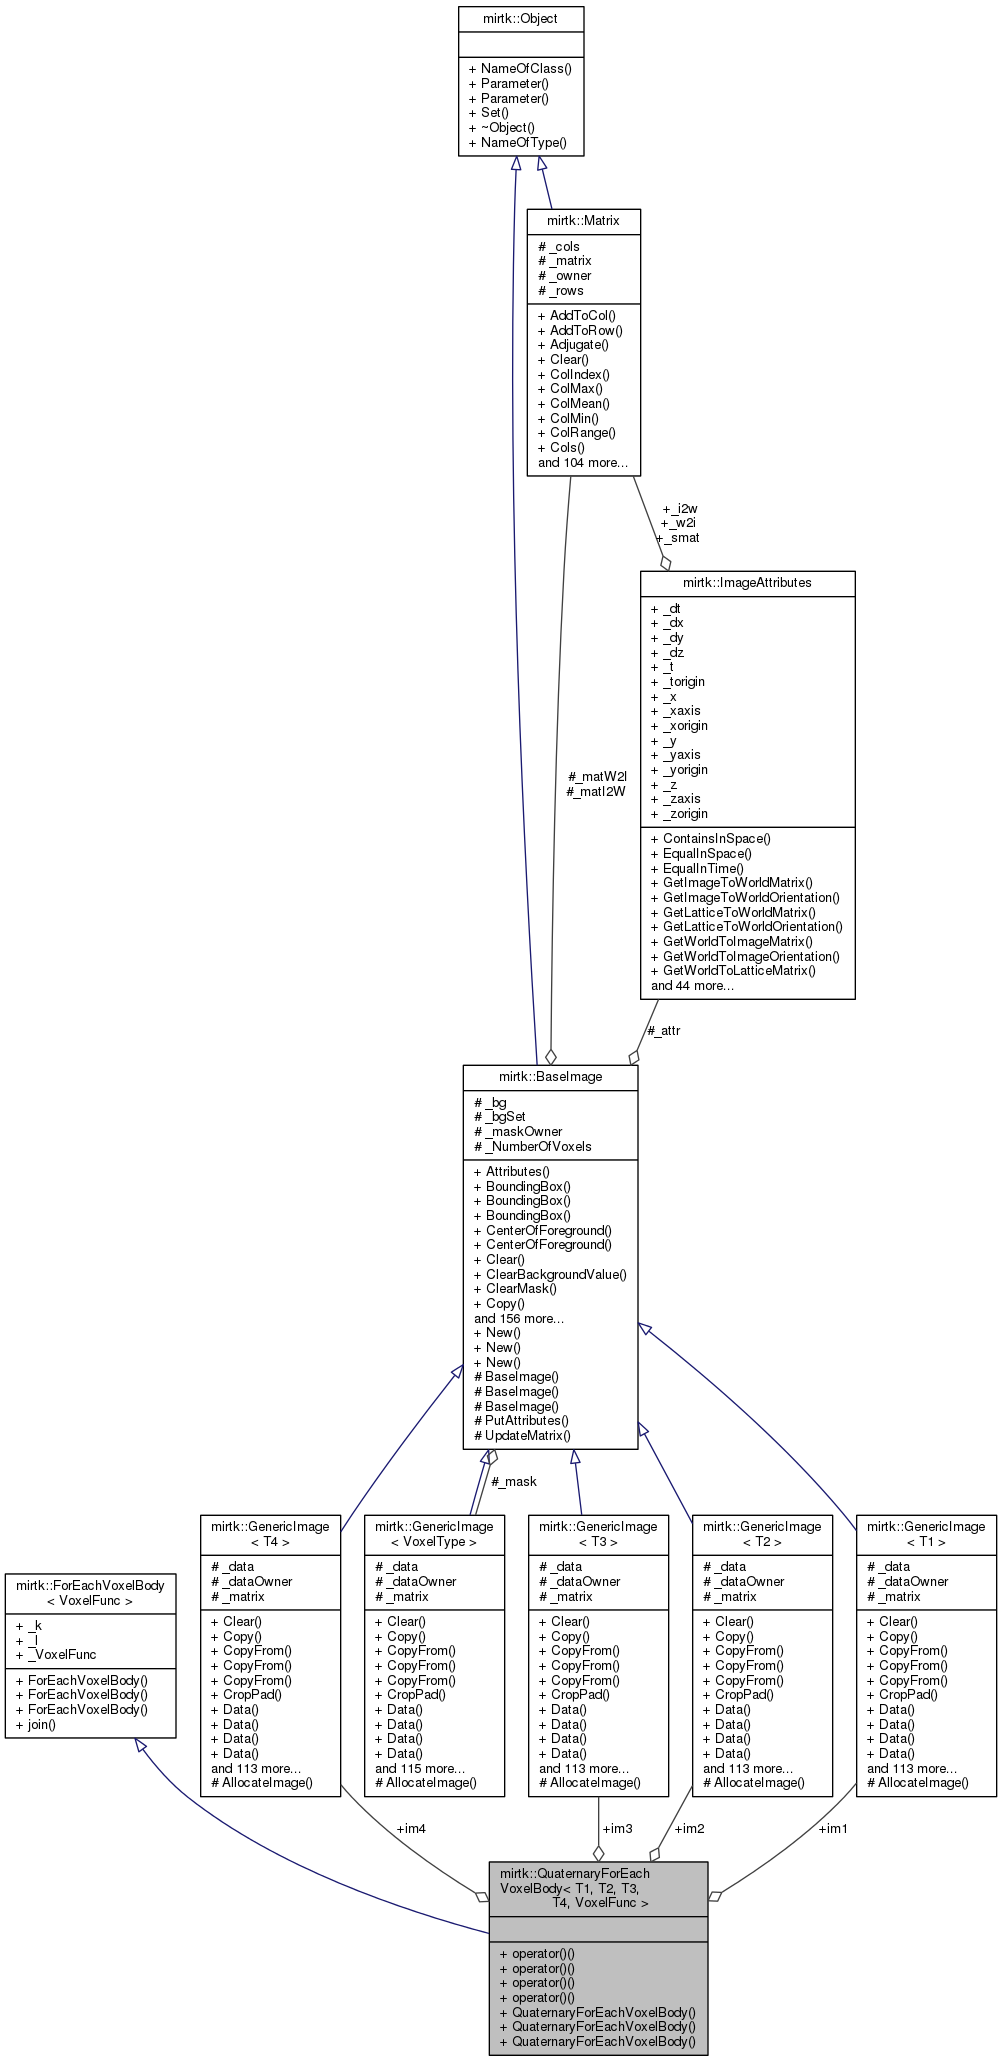 mirtk::Object
+ NameOfClass()
+ Parameter()
+ Parameter()
+ Set()
+ ~Object()
+ NameOfType()
mirtk::Matrix
# _cols
# _matrix
# _owner
# _rows
+ AddToCol()
+ AddToRow()
+ Adjugate()
+ Clear()
+ ColIndex()
+ ColMax()
+ ColMean()
+ ColMin()
+ ColRange()
+ Cols()
and 104 more...
+_i2w
+_w2i
+_smat
mirtk::ImageAttributes
+ _dt
+ _dx
+ _dy
+ _dz
+ _t
+ _torigin
+ _x
+ _xaxis
+ _xorigin
+ _y
+ _yaxis
+ _yorigin
+ _z
+ _zaxis
+ _zorigin
+ ContainsInSpace()
+ EqualInSpace()
+ EqualInTime()
+ GetImageToWorldMatrix()
+ GetImageToWorldOrientation()
+ GetLatticeToWorldMatrix()
+ GetLatticeToWorldOrientation()
+ GetWorldToImageMatrix()
+ GetWorldToImageOrientation()
+ GetWorldToLatticeMatrix()
and 44 more...
#_matW2I
#_matI2W
#_attr
mirtk::BaseImage
# _bg
# _bgSet
# _maskOwner
# _NumberOfVoxels
+ Attributes()
+ BoundingBox()
+ BoundingBox()
+ BoundingBox()
+ CenterOfForeground()
+ CenterOfForeground()
+ Clear()
+ ClearBackgroundValue()
+ ClearMask()
+ Copy()
and 156 more...
+ New()
+ New()
+ New()
# BaseImage()
# BaseImage()
# BaseImage()
# PutAttributes()
# UpdateMatrix()
#_mask
mirtk::ForEachVoxelBody
< VoxelFunc >
+ _k
+ _l
+ _VoxelFunc
+ ForEachVoxelBody()
+ ForEachVoxelBody()
+ ForEachVoxelBody()
+ join()
mirtk::GenericImage
< T4 >
# _data
# _dataOwner
# _matrix
+ Clear()
+ Copy()
+ CopyFrom()
+ CopyFrom()
+ CopyFrom()
+ CropPad()
+ Data()
+ Data()
+ Data()
+ Data()
and 113 more...
# AllocateImage()
mirtk::GenericImage
< VoxelType >
# _data
# _dataOwner
# _matrix
+ Clear()
+ Copy()
+ CopyFrom()
+ CopyFrom()
+ CopyFrom()
+ CropPad()
+ Data()
+ Data()
+ Data()
+ Data()
and 115 more...
# AllocateImage()
mirtk::GenericImage
< T3 >
# _data
# _dataOwner
# _matrix
+ Clear()
+ Copy()
+ CopyFrom()
+ CopyFrom()
+ CopyFrom()
+ CropPad()
+ Data()
+ Data()
+ Data()
+ Data()
and 113 more...
# AllocateImage()
mirtk::GenericImage
< T2 >
# _data
# _dataOwner
# _matrix
+ Clear()
+ Copy()
+ CopyFrom()
+ CopyFrom()
+ CopyFrom()
+ CropPad()
+ Data()
+ Data()
+ Data()
+ Data()
and 113 more...
# AllocateImage()
mirtk::GenericImage
< T1 >
# _data
# _dataOwner
# _matrix
+ Clear()
+ Copy()
+ CopyFrom()
+ CopyFrom()
+ CopyFrom()
+ CropPad()
+ Data()
+ Data()
+ Data()
+ Data()
and 113 more...
# AllocateImage()
+im4
+im3
+im2
+im1
mirtk::QuaternaryForEach
VoxelBody< T1, T2, T3,
T4, VoxelFunc >
+ operator()()
+ operator()()
+ operator()()
+ operator()()
+ QuaternaryForEachVoxelBody()
+ QuaternaryForEachVoxelBody()
+ QuaternaryForEachVoxelBody()